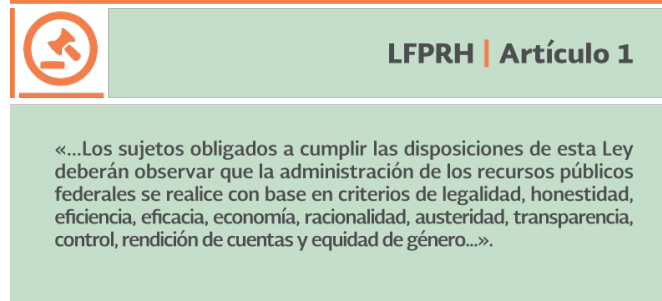 LFPRH | Artículo 1
«...Los sujetos obligados a cumplir las disposiciones de esta Ley
deberán observar que la administración de los recursos públicos
federales se realice con base en criterios de legalidad, honestidad,
eficiencia, eficacia, economía, racionalidad, austeridad, transparencia,
control, rendición de cuentas y equidad de género...».